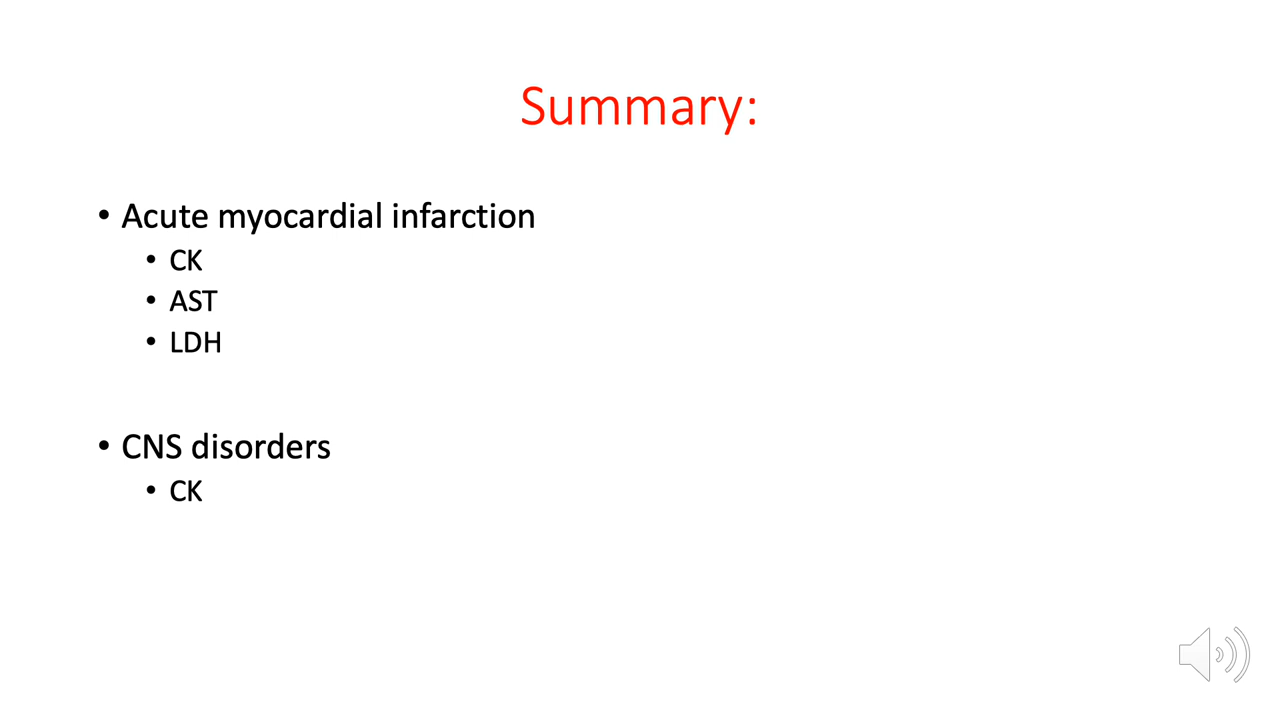 Summary:
• Acute myocardial infarction
• CK
• AST
• LDH
• CNS disorders
• CK